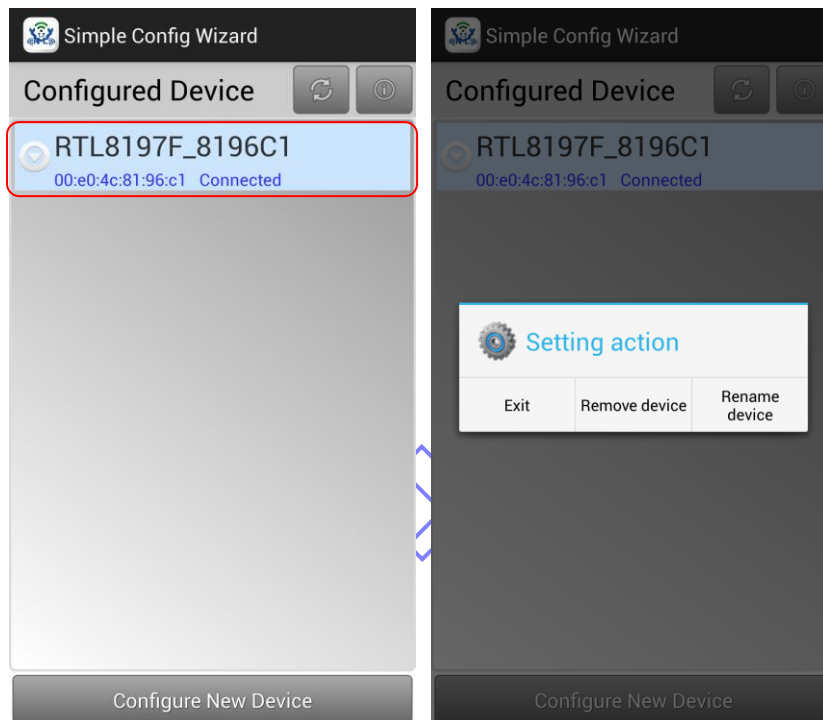 Simple Config Wizard
Configured Device
RTL8197F_8196C1
00:e0:4c:81:96:c1 Connected
Configure New Device
Simple Config Wizard
Configured Device
RTL8197F_8196C1
00:e0:4c:81:96:c1 Connected
Setting action
Exit
Remove device
Rename
device
Configure New Device